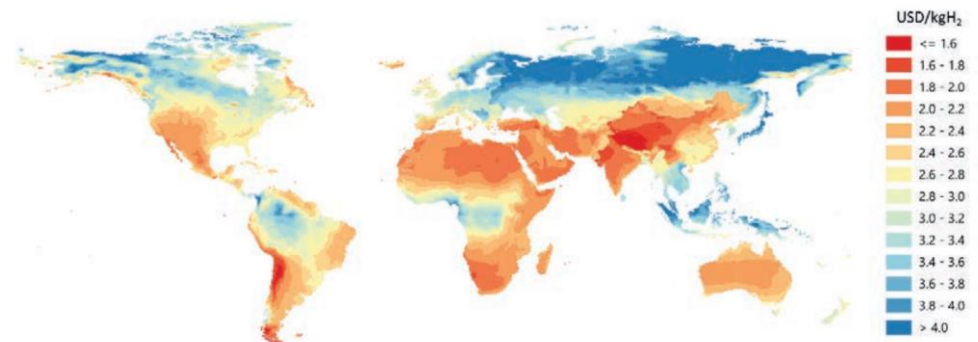 USD/kgH₂
<= 1.6
1.6 - 1.8
1.8 - 2.0
2.0 - 2.2
2.2 - 2.4
2.4 - 2.6
2.6 - 2.8
2.8 - 3.0
3.0 - 3.2
3.2 - 3.4
3.4 - 3.6
3.6 - 3.8
3.8 - 4.0
> 4.0